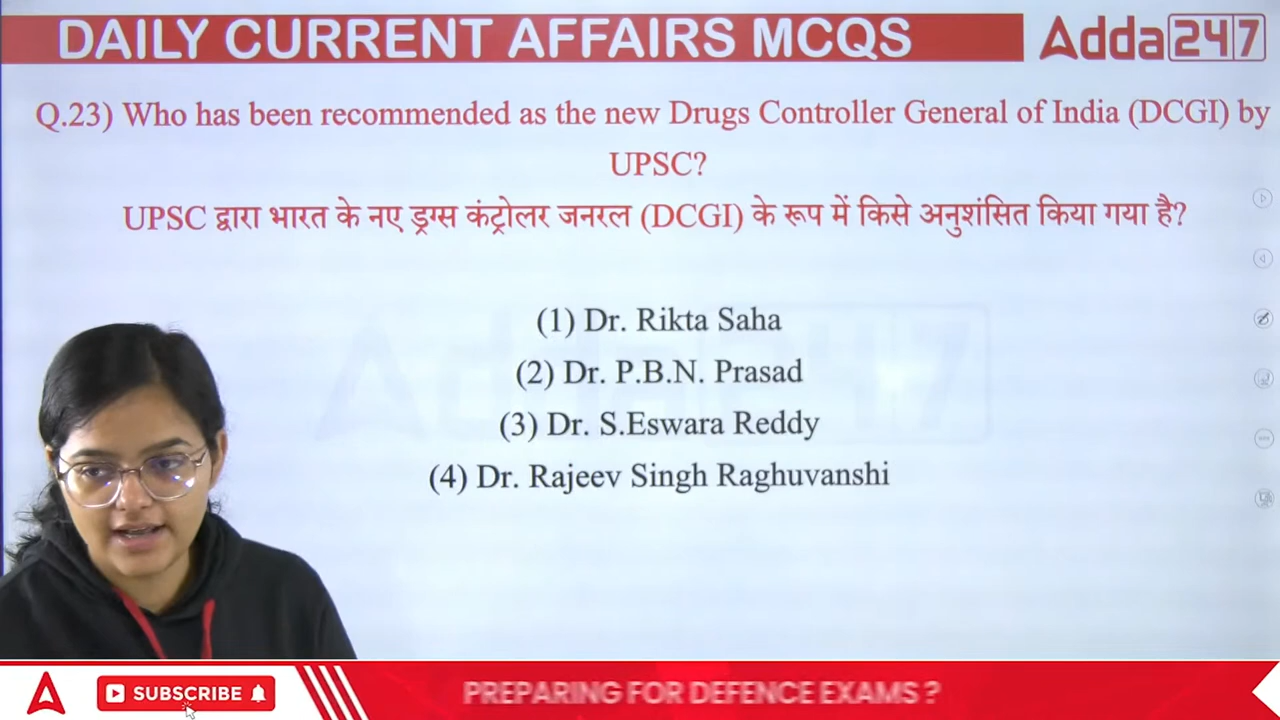 DAILY CURRENT AFFAIRS MCQS
Adda247
Q.23) Who has been recommended as the new Drugs Controller General of India (DCGI) by
UPSC?
UPSC द्वारा भारत के नए ड्रग्स कंट्रोलर जनरल (DCGI) के रूप में किसे अनुशंसित किया गया है?
(1) Dr. Rikta Saha
(2) Dr. P.B.N. Prasad
(3) Dr. S.Eswara Reddy
(4) Dr. Rajeev Singh Raghuvanshi
SUBSCRIBE
PREPARING FOR DEFENCE EXAMS ?